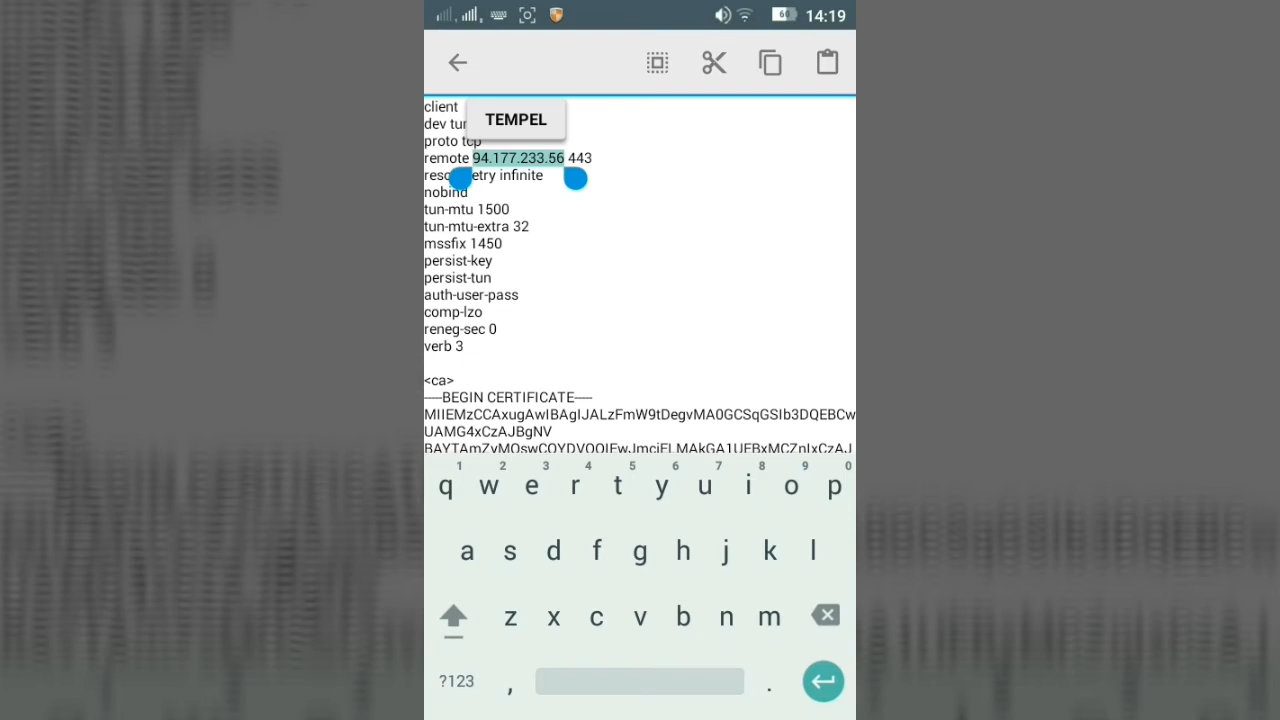 60 14:19
client
TEMPEL
dev tun
proto tcp
remote 94.177.233.56 443
etry infinite
nobind
tun-mtu 1500
tun-mtu-extra 32
mssfix 1450
persist-key
persist-tun
auth-user-pass
comp-lzo
reneg-sec 0
verb 3
<ca>
-----BEGIN CERTIFICATE-----
MIIEMzCCAxugAwIBAgIJALzFmW9tDegvMA0GCSqGSIb3DQEBCw
UAMG4xCzAJBgNV
1 2 3 4 5 6 7 8 9 0
q w e r t y u i o p
a s d f g h j k l
z x c v b n m
?123 , .